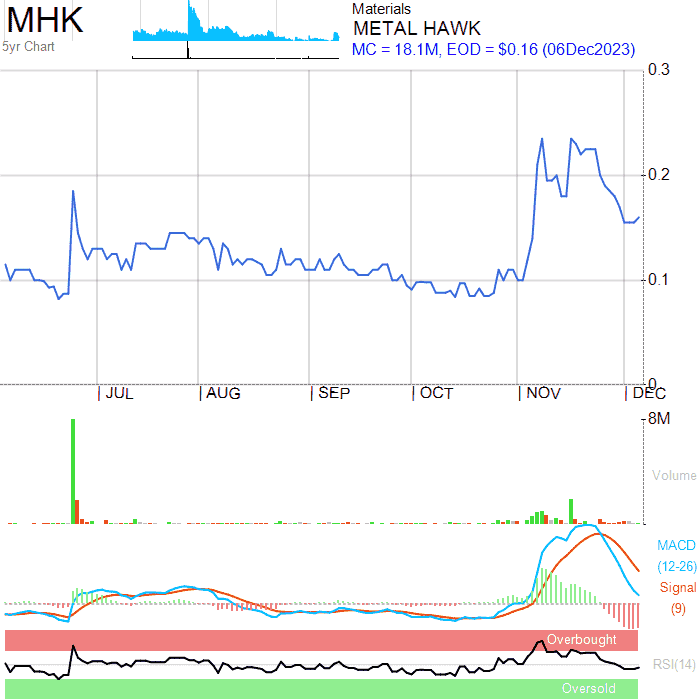 MHK
5yr Chart
Materials
METAL HAWK
MC = 18.1M, EOD = $0.16 (06Dec2023)
0.3
0.2
0.1
0
JUL
AUG
SEP
OCT
NOV
DEC
8M
Volume
MACD
(12-26)
Signal
(9)
Overbought
RSI(14)
Oversold